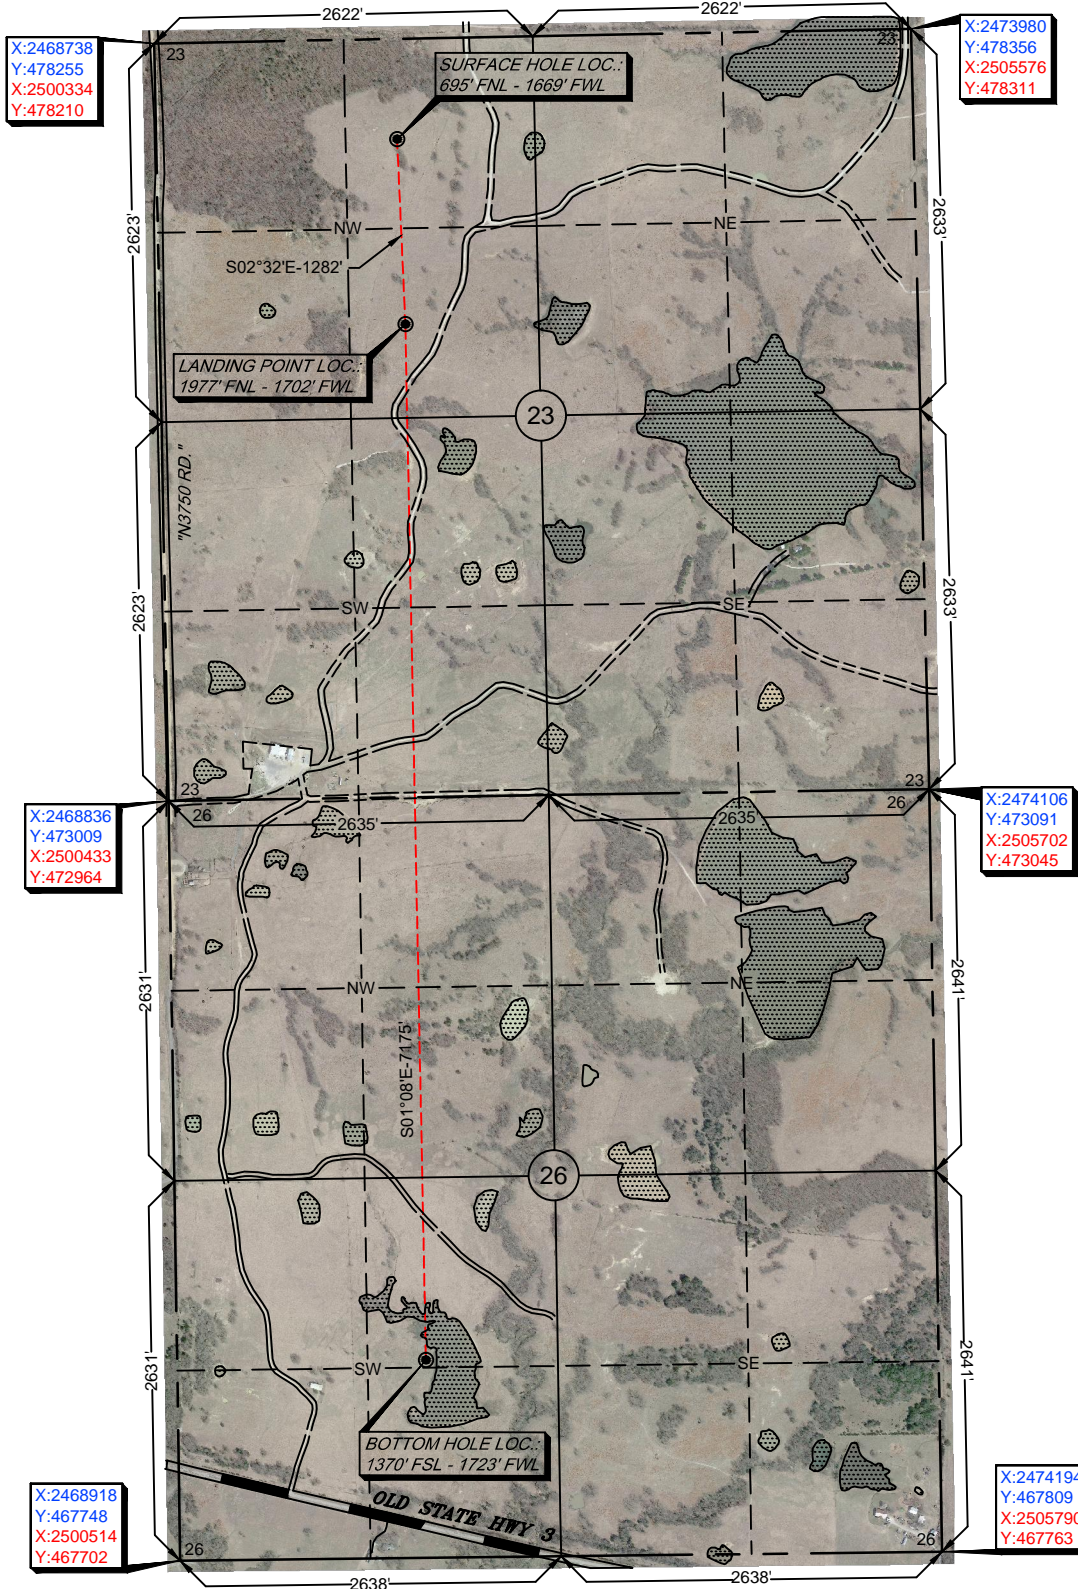 2622'
2622'
X:2468738
Y:478255
X:2500334
Y:478210
X:2473980
Y:478356
X:2505576
Y:478311
23
23
SURFACE HOLE LOC.:
695' FNL - 1669' FWL
2623'
2633'
NW
NE
S02°32'E-1282'
LANDING POINT LOC.:
1977' FNL - 1702' FWL
23
"N3750 RD."
2623'
2633'
SW
SE
23
26
23
26
2635'
2635'
X:2468836
Y:473009
X:2500433
Y:472964
X:2474106
Y:473091
X:2505702
Y:473045
2631'
2641'
NW
NE
S01°08'E-7175'
26
2631'
2641'
SW
SE
BOTTOM HOLE LOC.:
1370' FSL - 1723' FWL
OLD STATE HWY 3
X:2468918
Y:467748
X:2500514
Y:467702
X:2474194
Y:467809
X:2505790
Y:467763
26
26
2638'
2638'